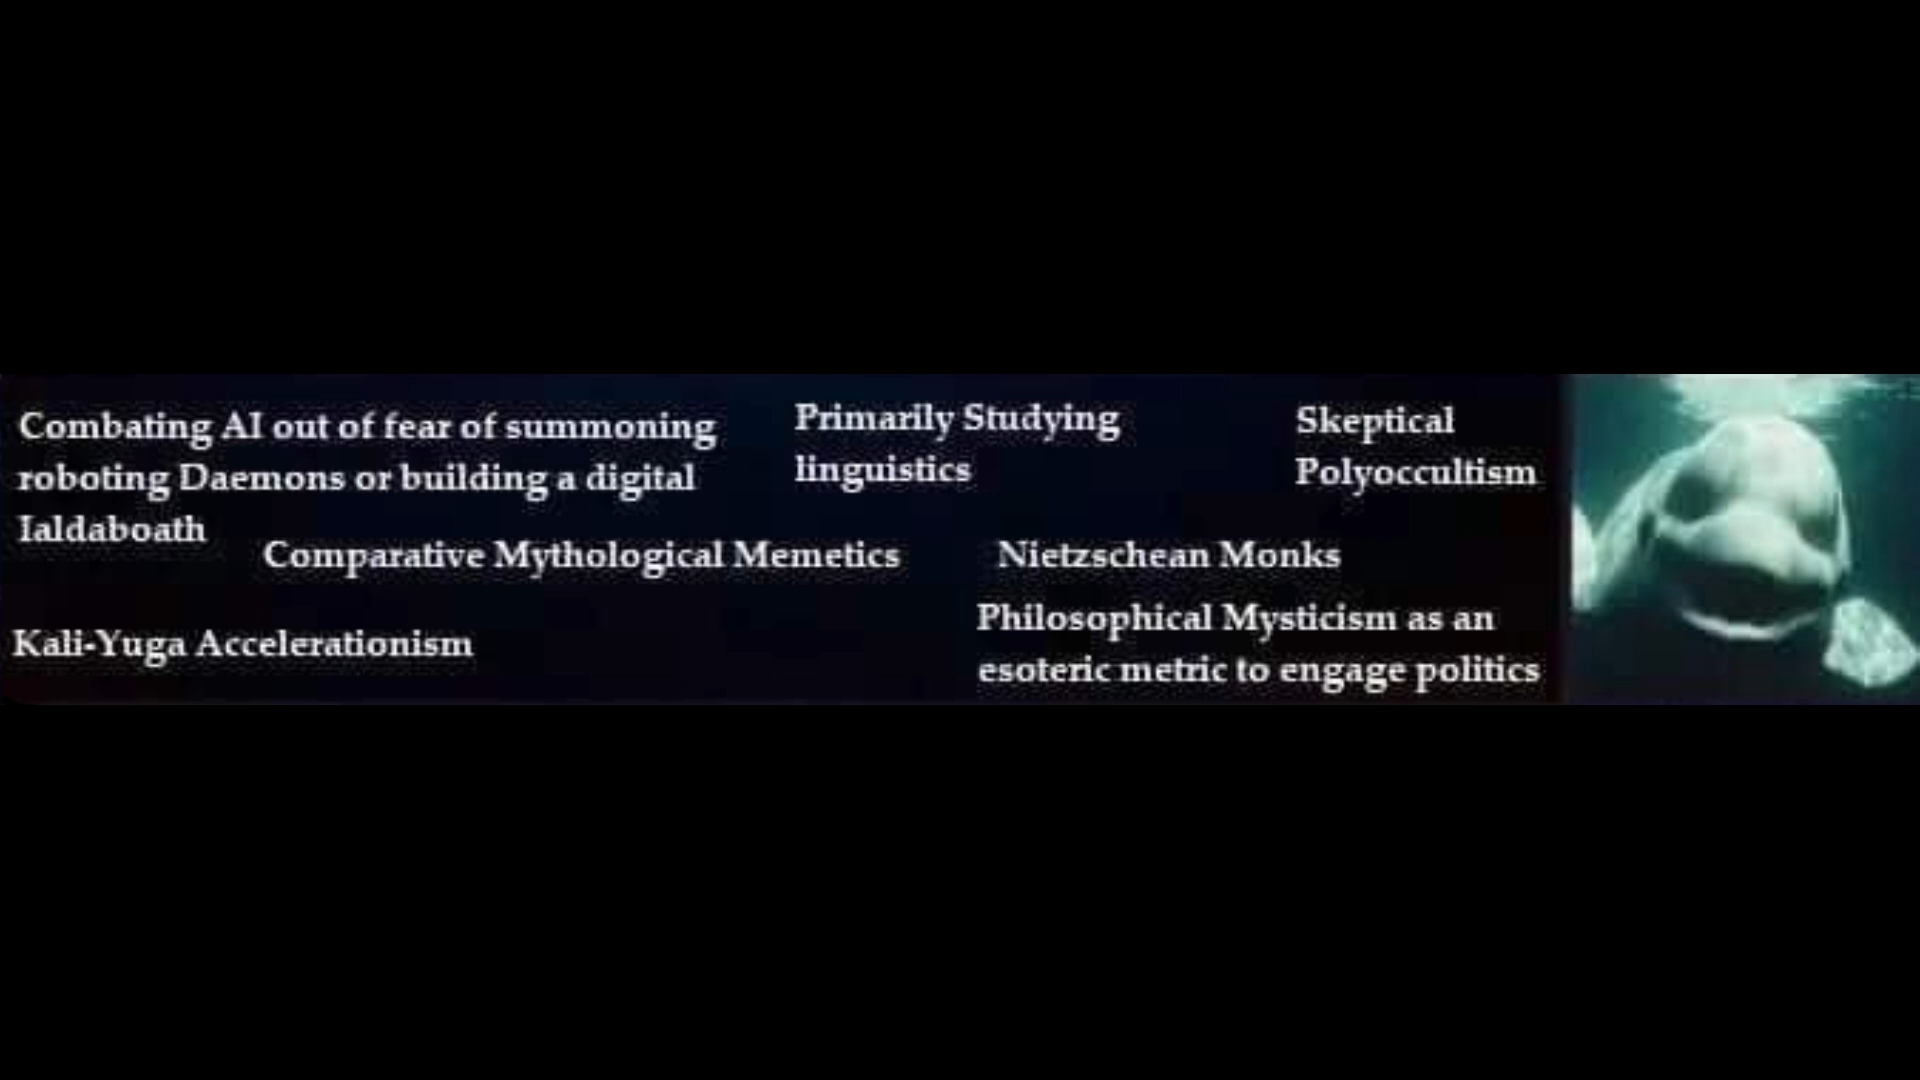 Combating AI out of fear of summoning
roboting Daemons or building a digital
Ialdaboath
Primarily Studying
linguistics
Skeptical
Polyoccultism
Comparative Mythological Memetics
Nietzschean Monks
Kali-Yuga Accelerationism
Philosophical Mysticism as an
esoteric metric to engage politics